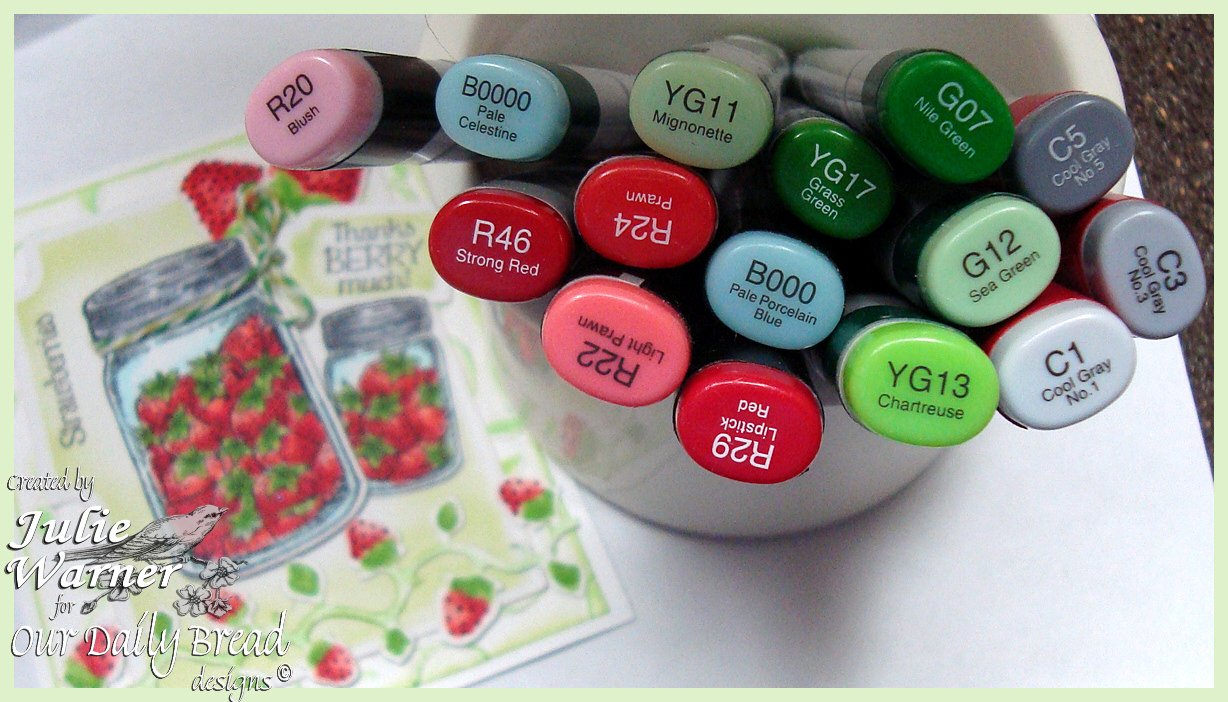 R20
Blush
B0000
Pale
Celestine
YG11
Mignonette
G07
Nile Green
C5
Cool Gray
No 5
YG17
Grass
Green
R24
Prawn
R46
Strong Red
G12
Sea Green
C3
Cool Gray
No.3
B000
Pale Porcelain
Blue
R22
Light Prawn
YG13
Chartreuse
C1
Cool Gray
No.1
R29
Lipstick
Red
Thanks
BERRY
much!
Strawberries
Created by
Julie
Warner
for
Our Daily Bread
designs ©